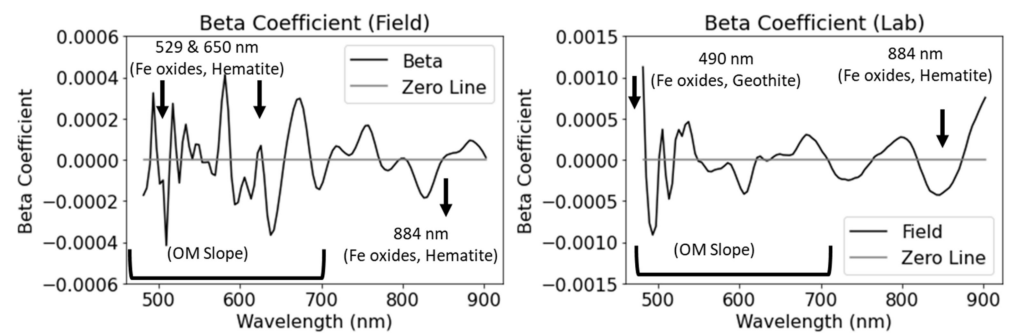 Beta Coefficient (Field)
0.0006
0.0004
0.0002
0.0000
−0.0002
−0.0004
−0.0006
Beta Coefficient
529 & 650 nm
(Fe oxides, Hematite)
Beta
Zero Line
884 nm
(Fe oxides, Hematite)
(OM Slope)
500 600 700 800 900
Wavelength (nm)
Beta Coefficient (Lab)
0.0015
0.0010
0.0005
0.0000
−0.0005
−0.0010
−0.0015
Beta Coefficient
490 nm
(Fe oxides, Geothite)
884 nm
(Fe oxides, Hematite)
(OM Slope)
Field
Zero Line
500 600 700 800 900
Wavelength (nm)